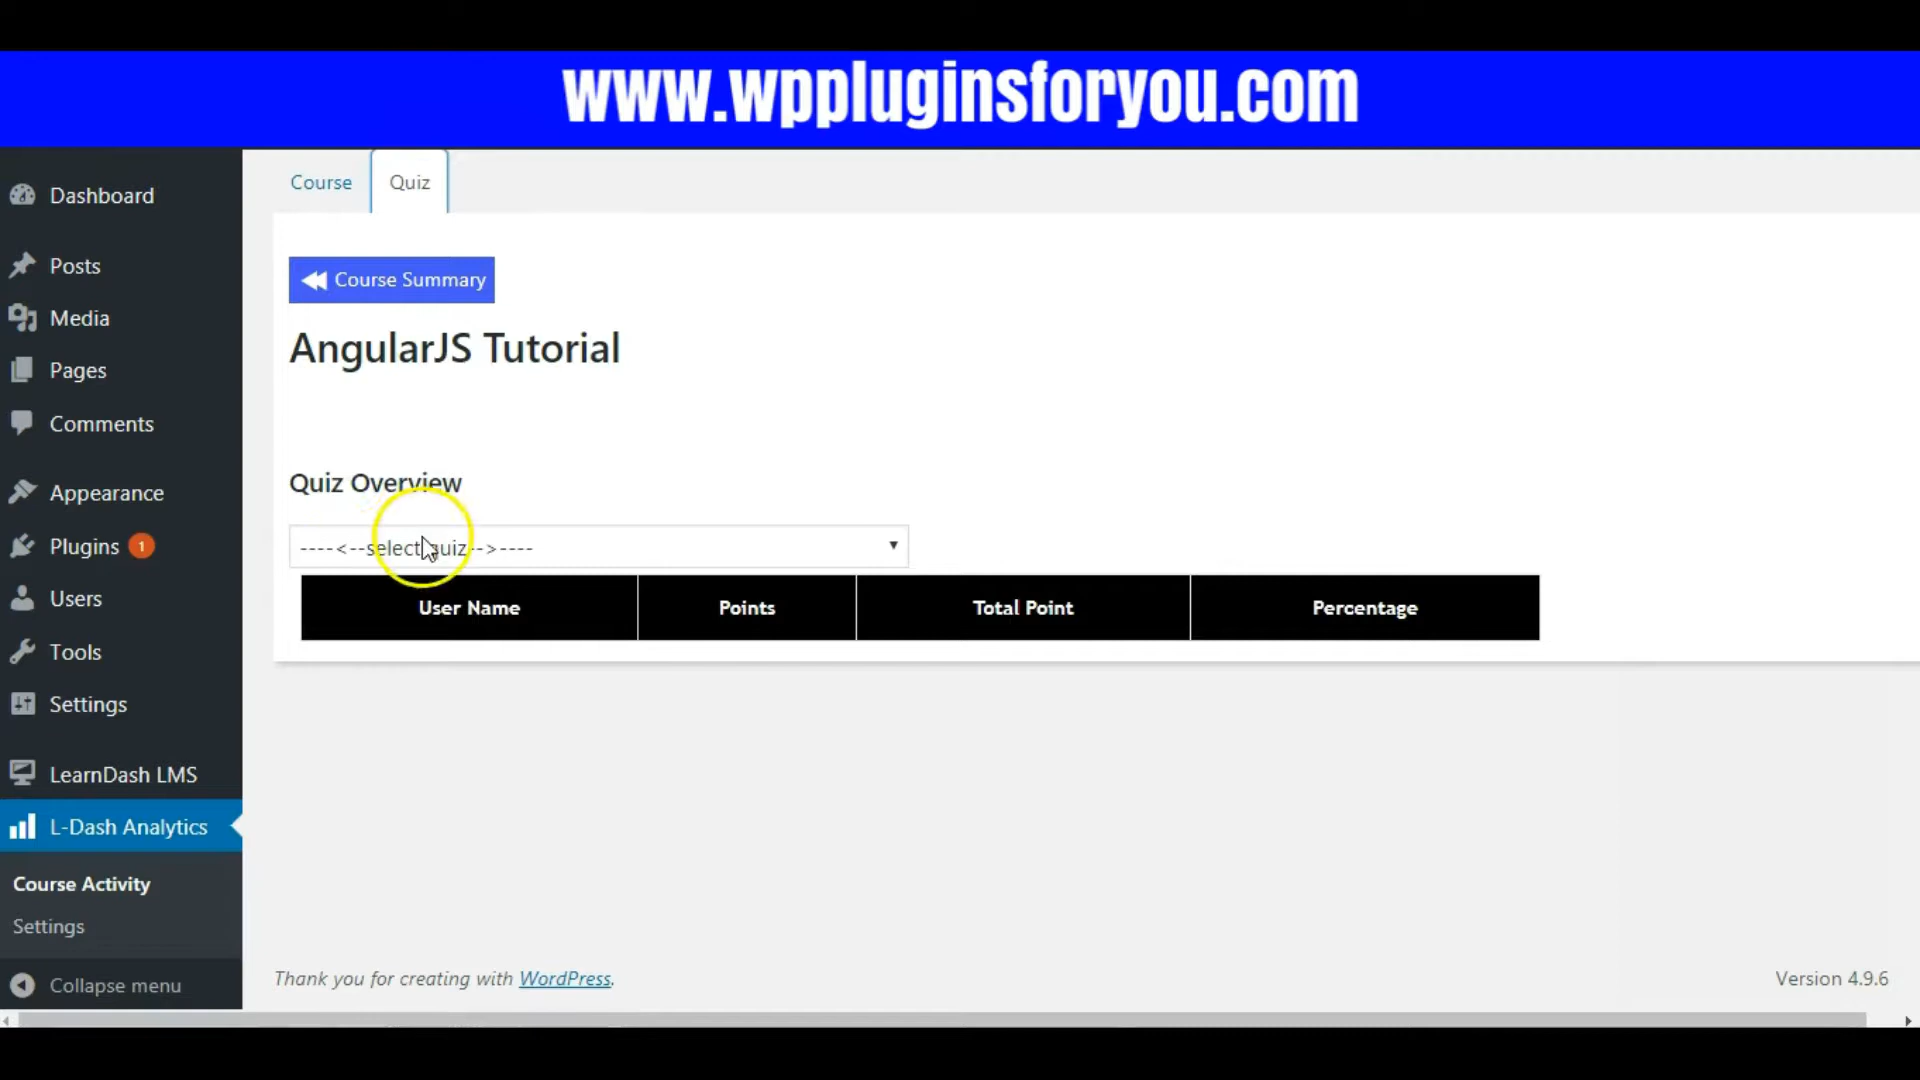 www.wppluginsforyou.com
Course
Quiz
Dashboard
Posts
Media
Pages
Comments
Appearance
Plugins 1
Users
Tools
Settings
LearnDash LMS
L-Dash Analytics
Course Activity
Settings
Collapse menu
Course Summary
AngularJS Tutorial
Quiz Overview
----<--select quiz-->----
User Name Points Total Point Percentage
Thank you for creating with WordPress.
Version 4.9.6